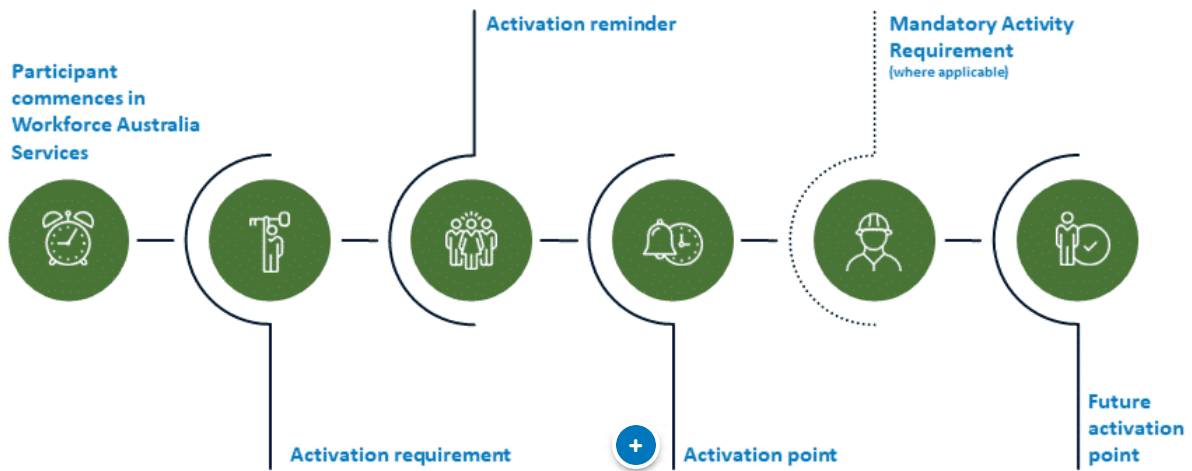 Participant
commences in
Workforce Australia
Services
Activation requirement
Activation reminder
+
Activation point
Mandatory Activity
Requirement
(where applicable)
Future
activation
point